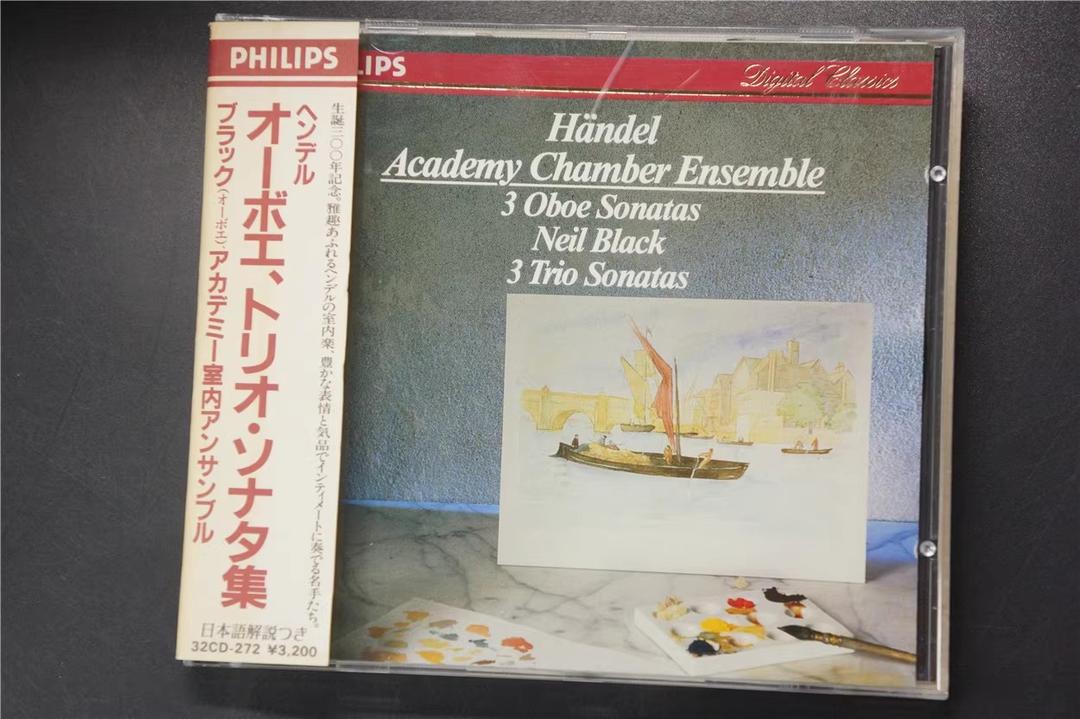 PHILIPS
生誕三〇〇年記念。雅趣あふれるヘンデルの室内楽、豊かな表情と気品でインティメートに奏でる名手たち。
ヘンデル
オーボエ、トリオ・ソナタ集
ブラック(オーボエ)、アカデミー室内アンサンブル
日本語解説つき
32CD-272 ¥3,200
LIPS
Digital Classics
Händel
Academy Chamber Ensemble
3 Oboe Sonatas
Neil Black
3 Trio Sonatas